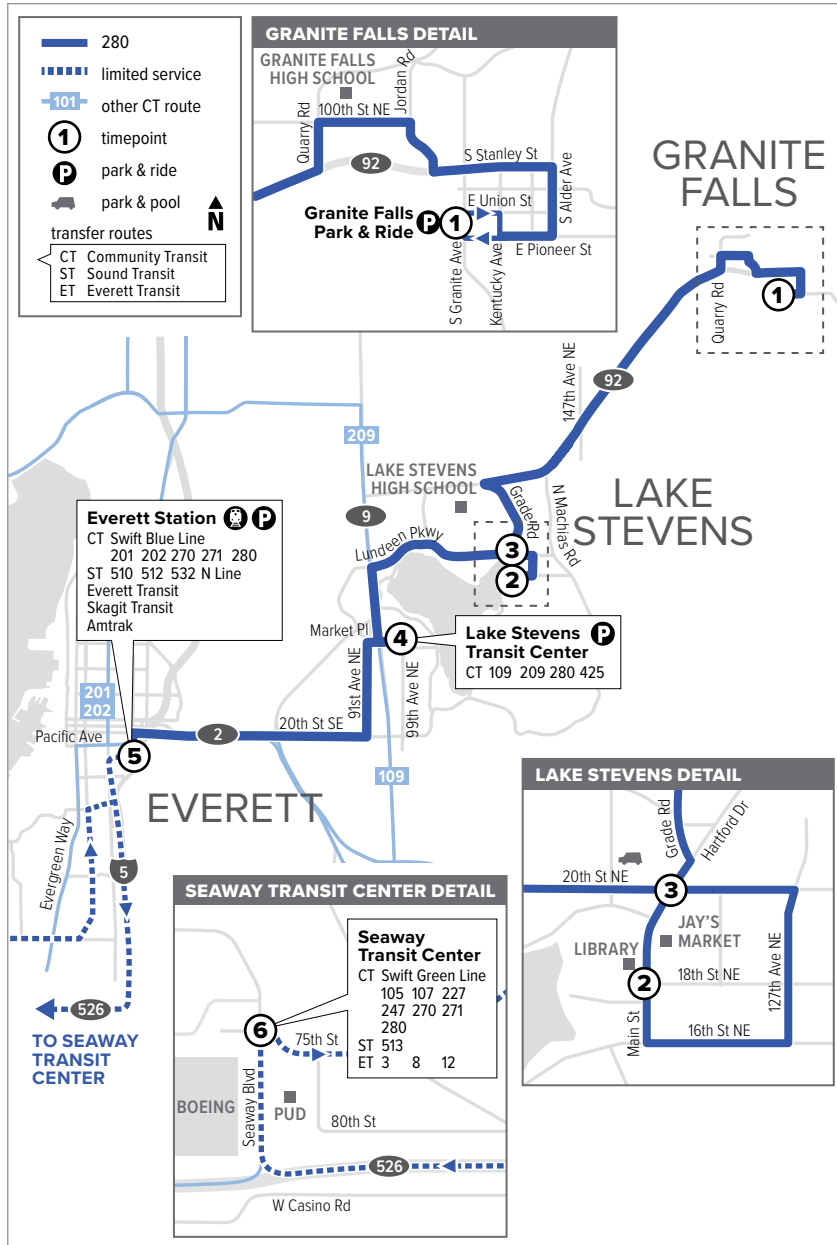 280
limited service
101
other CT route
1
timepoint
P
park & ride
park & pool
N
transfer routes
CT Community Transit
ST Sound Transit
ET Everett Transit
GRANITE FALLS DETAIL
GRANITE FALLS
HIGH SCHOOL
Jordan Rd
100th St NE
Quarry Rd
92
S Stanley St
S Alder Ave
E Union St
Granite Falls
Park & Ride
P
1
E Pioneer St
S Granite Ave
Kentucky Ave
GRANITE
FALLS
Quarry Rd
1
92
147th Ave NE
209
LAKE STEVENS
HIGH SCHOOL
Grade Rd
N Machias Rd
LAKE
STEVENS
9
Lundeen Pkwy
3
2
Everett Station
P
CT Swift Blue Line
201 202 270 271 280
ST 510 512 532 N Line
Everett Transit
Skagit Transit
Amtrak
Market Pl
4
Lake Stevens
Transit Center
P
CT 109 209 280 425
91st Ave NE
99th Ave NE
201
202
Pacific Ave
2
20th St SE
5
109
EVERETT
Evergreen Way
5
526
TO SEAWAY
TRANSIT
CENTER
LAKE STEVENS DETAIL
Grade Rd
Hartford Dr
20th St NE
3
JAY'S
MARKET
LIBRARY
2
18th St NE
127th Ave NE
Main St
16th St NE
SEAWAY TRANSIT CENTER DETAIL
Seaway
Transit Center
CT Swift Green Line
105 107 227
247 270 271
280
ST 513
ET 3 8 12
6
75th St
BOEING
Seaway Blvd
PUD
80th St
526
W Casino Rd